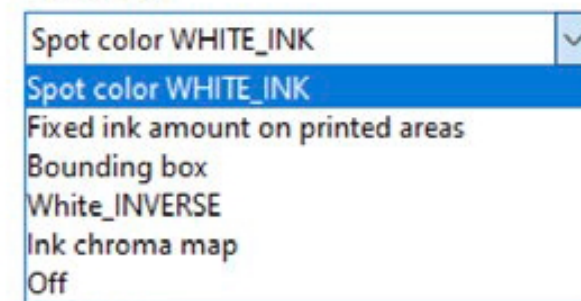 Spot color WHITE_INK
Spot color WHITE_INK
Fixed ink amount on printed areas
Bounding box
White_INVERSE
Ink chroma map
Off